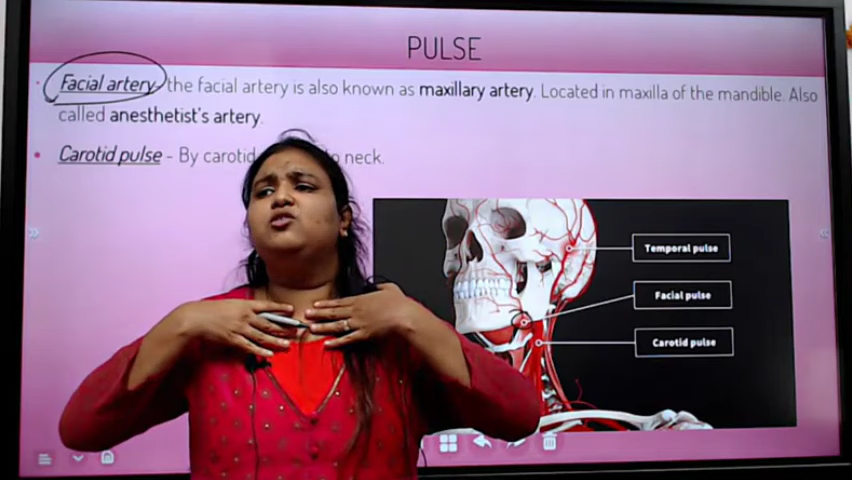 PULSE
• Facial artery- the facial artery is also known as maxillary artery. Located in maxilla of the mandible. Also
called anesthetist's artery.
• Carotid pulse - By carotid neck.
Temporal pulse
Facial pulse
Carotid pulse